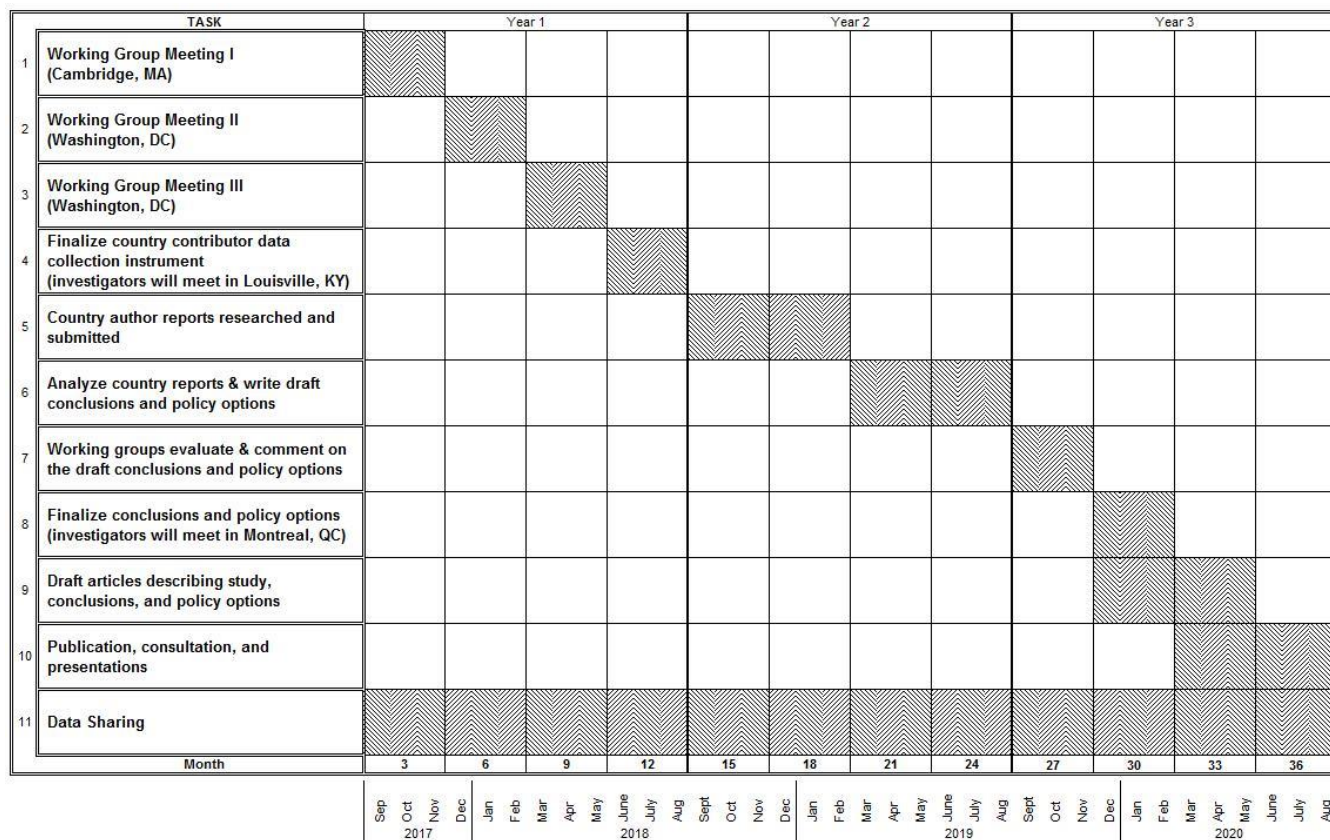 TASK Year 1 Year 2 Year 3
1 Working Group Meeting I
(Cambridge, MA)
2 Working Group Meeting II
(Washington, DC)
3 Working Group Meeting III
(Washington, DC)
4 Finalize country contributor data
collection instrument
(investigators will meet in Louisville, KY)
5 Country author reports researched and
submitted
6 Analyze country reports & write draft
conclusions and policy options
7 Working groups evaluate & comment on
the draft conclusions and policy options
8 Finalize conclusions and policy options
(investigators will meet in Montreal, QC)
9 Draft articles describing study,
conclusions, and policy options
10 Publication, consultation, and
presentations
11 Data Sharing
Month 3 6 9 12 15 18 21 24 27 30 33 36
Sep Oct Nov Dec Jan Feb Mar Apr May June July Aug Sept Oct Nov Dec Jan Feb Mar Apr May June July Aug Sept Oct Nov Dec Jan Feb Mar Apr May June July Aug
2017 2018 2019 2020